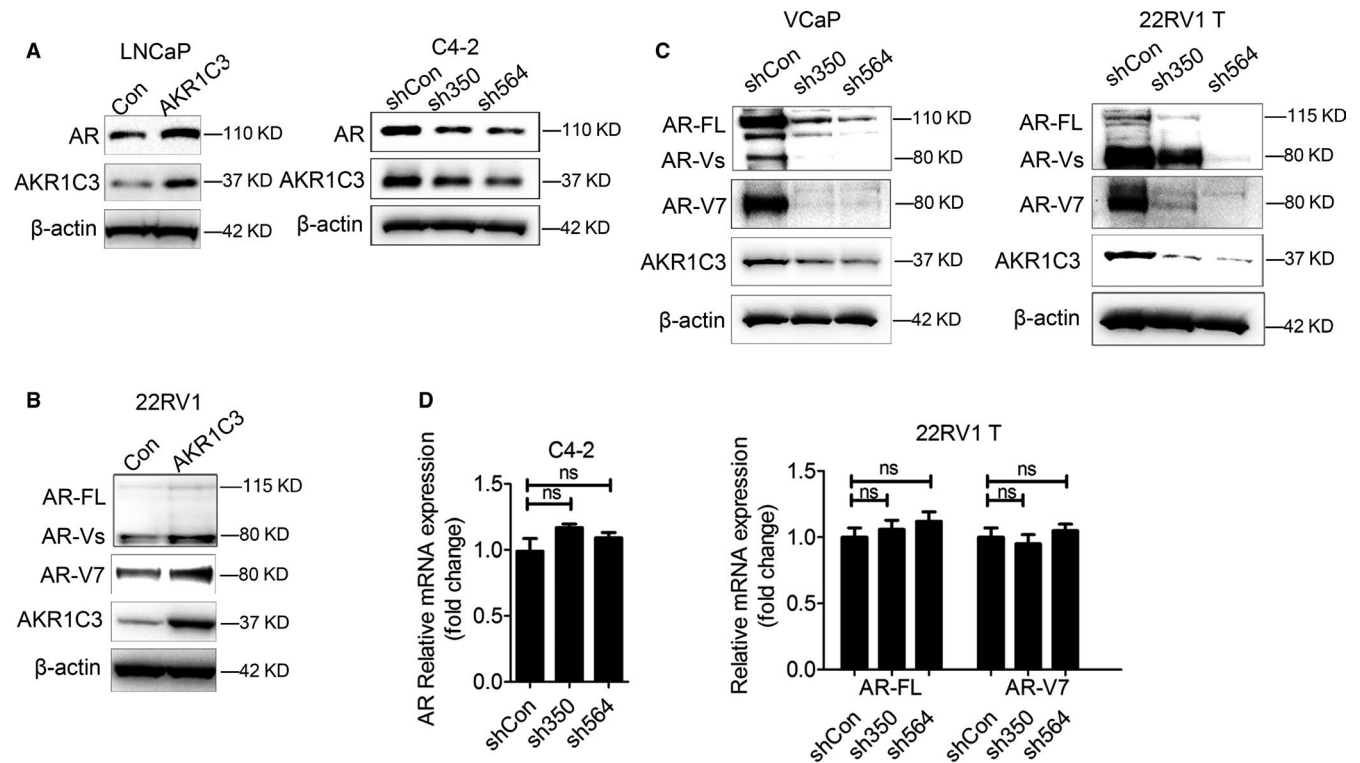 A
LNCaP
Con AKR1C3
AR
110 KD
AKR1C3
37 KD
β-actin
42 KD
C4-2
shCon sh350 sh564
AR
110 KD
AKR1C3
37 KD
β-actin
42 KD
B
22RV1
Con AKR1C3
AR-FL
115 KD
AR-Vs
80 KD
AR-V7
80 KD
AKR1C3
37 KD
β-actin
42 KD
C
VCaP
shCon sh350 sh564
AR-FL
110 KD
AR-Vs
80 KD
AR-V7
80 KD
AKR1C3
37 KD
β-actin
42 KD
22RV1 T
shCon sh350 sh564
AR-FL
115 KD
AR-Vs
80 KD
AR-V7
80 KD
AKR1C3
37 KD
β-actin
42 KD
D
C4-2
AR Relative mRNA expression
(fold change)
1.5
1.0
0.5
0.0
ns
ns
shCon sh350 sh564
22RV1 T
Relative mRNA expression
(fold change)
1.5
1.0
0.5
0.0
ns
ns
ns
ns
AR-FL AR-V7
shCon sh350 sh564 shCon sh350 sh564